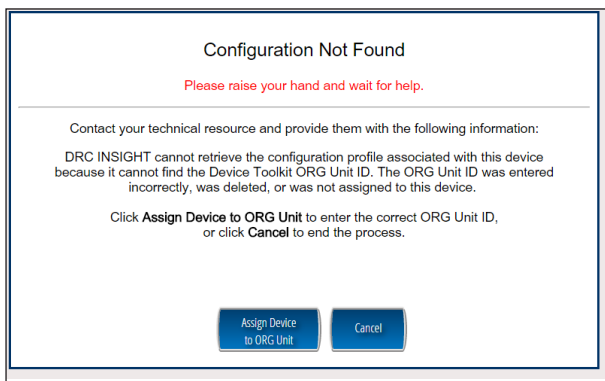 Configuration Not Found
Please raise your hand and wait for help.
Contact your technical resource and provide them with the following information:
DRC INSIGHT cannot retrieve the configuration profile associated with this device
because it cannot find the Device Toolkit ORG Unit ID. The ORG Unit ID was entered
incorrectly, was deleted, or was not assigned to this device.
Click Assign Device to ORG Unit to enter the correct ORG Unit ID,
or click Cancel to end the process.
Assign Device
to ORG Unit
Cancel